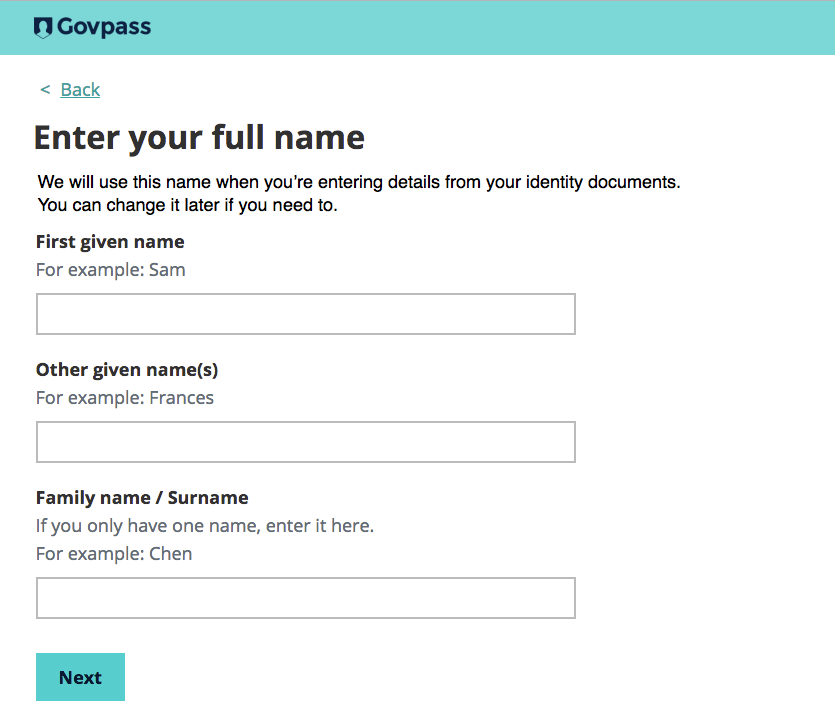 Govpass
< Back
Enter your full name
We will use this name when you're entering details from your identity documents.
You can change it later if you need to.
First given name
For example: Sam
Other given name(s)
For example: Frances
Family name / Surname
If you only have one name, enter it here.
For example: Chen
Next